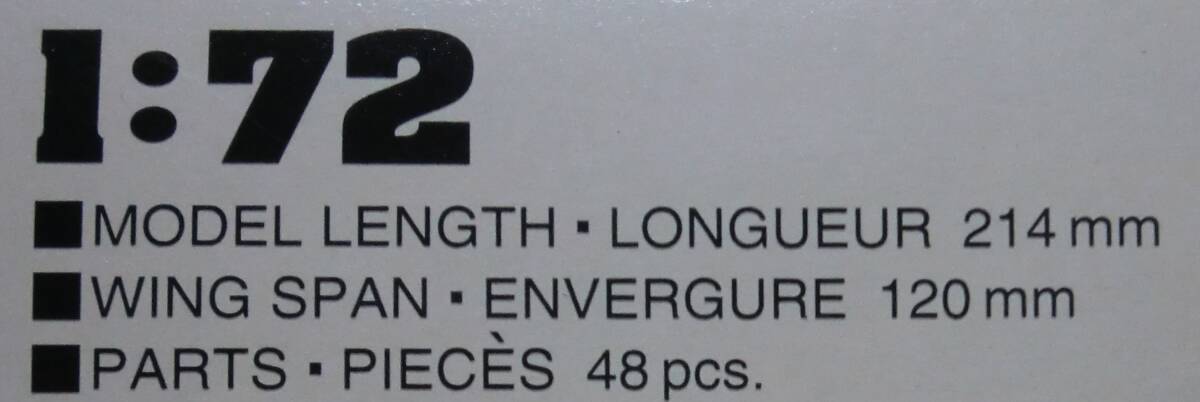 1:72
■MODEL LENGTH ▪ LONGUEUR 214 mm
■WING SPAN ▪ ENVERGURE 120 mm
■PARTS ▪ PIECÈS 48 pcs.